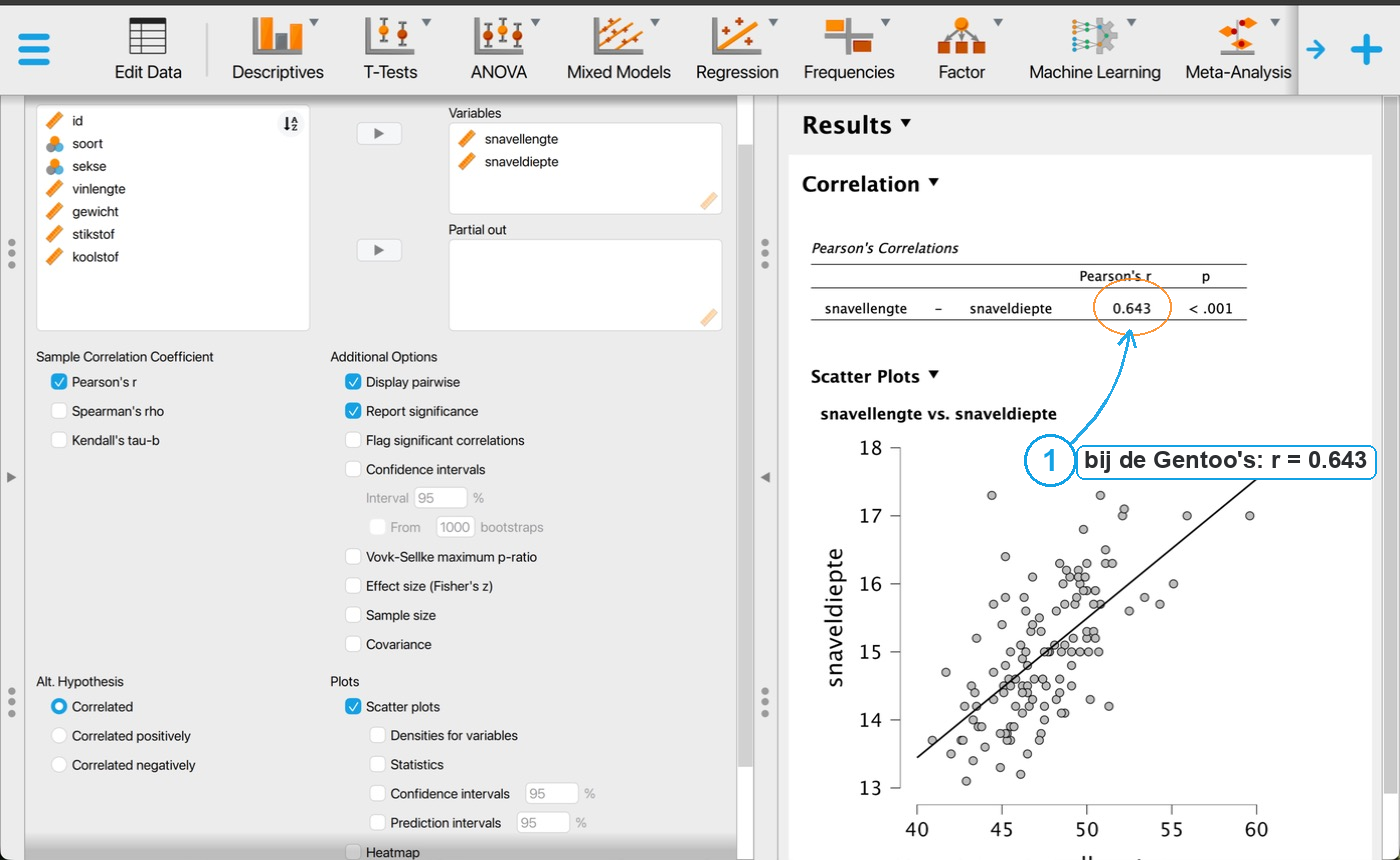 Edit Data
Descriptives
T-Tests
ANOVA
Mixed Models
Regression
Frequencies
Factor
Machine Learning
Meta-Analysis
id
soort
sekse
vinlengte
gewicht
stikstof
koolstof
A
Z
Variables
snavellengte
snaveldiepte
Partial out
Sample Correlation Coefficient
Pearson's r
Spearman's rho
Kendall's tau-b
Additional Options
Display pairwise
Report significance
Flag significant correlations
Confidence intervals
Interval 95 %
From 1000 bootstraps
Vovk-Sellke maximum p-ratio
Effect size (Fisher's z)
Sample size
Covariance
Alt. Hypothesis
Correlated
Correlated positively
Correlated negatively
Plots
Scatter plots
Densities for variables
Statistics
Confidence intervals 95 %
Prediction intervals 95 %
Heatmap
Results
Correlation
Pearson's Correlations
Pearson's r p
snavellengte – snaveldiepte 0.643 < .001
Scatter Plots
snavellengte vs. snaveldiepte
1 bij de Gentoo's: r = 0.643
18
17
16
15
14
13
snaveldiepte
40 45 50 55 60